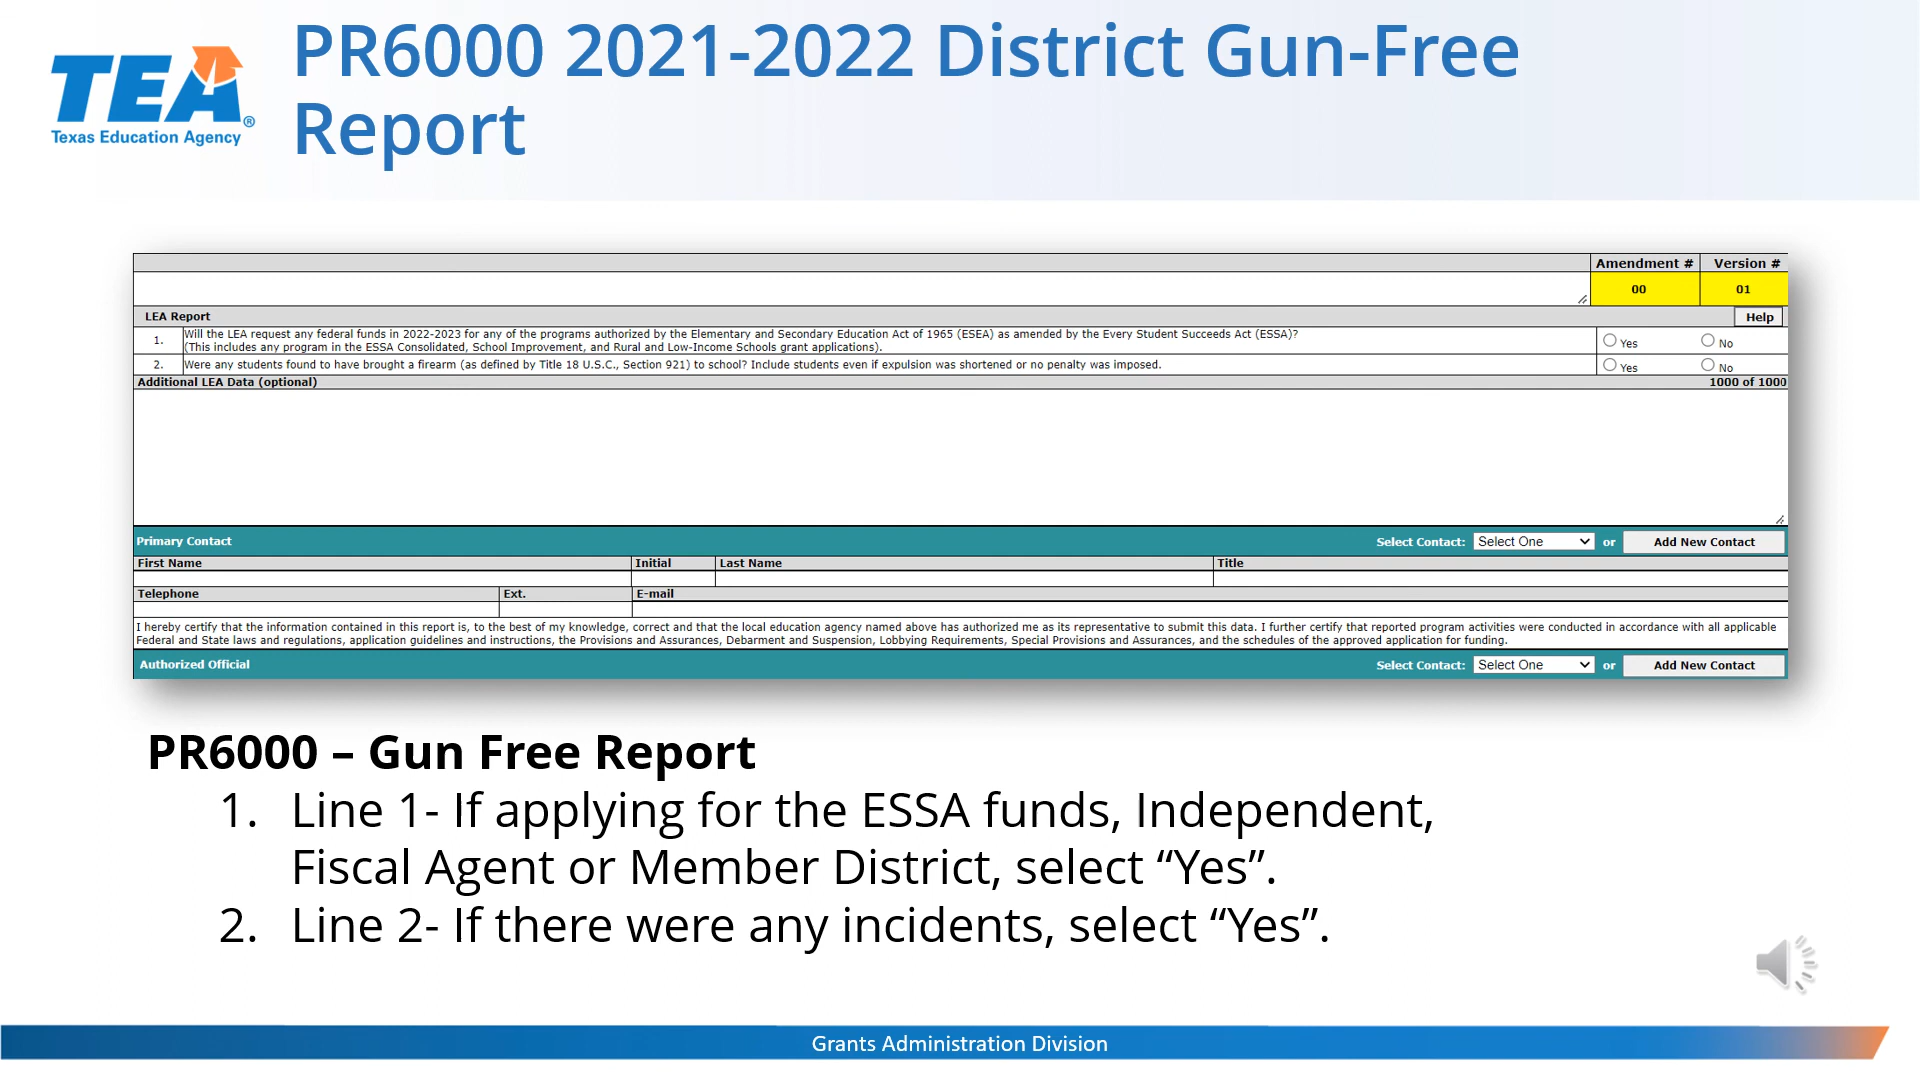 PR6000 2021-2022 District Gun-Free
Report
TEA®
Texas Education Agency
Amendment # Version #
00 01
LEA Report Help
1. Will the LEA request any federal funds in 2022-2023 for any of the programs authorized by the Elementary and Secondary Education Act of 1965 (ESEA) as amended by the Every Student Succeeds Act (ESSA)?
(This includes any program in the ESSA Consolidated, School Improvement, and Rural and Low-Income Schools grant applications). Yes No
2. Were any students found to have brought a firearm (as defined by Title 18 U.S.C., Section 921) to school? Include students even if expulsion was shortened or no penalty was imposed. Yes No
Additional LEA Data (optional) 1000 of 1000
Primary Contact Select Contact: Select One or Add New Contact
First Name Initial Last Name Title
Telephone Ext. E-mail
I hereby certify that the information contained in this report is, to the best of my knowledge, correct and that the local education agency named above has authorized me as its representative to submit this data. I further certify that reported program activities were conducted in accordance with all applicable
Federal and State laws and regulations, application guidelines and instructions, the Provisions and Assurances, Debarment and Suspension, Lobbying Requirements, Special Provisions and Assurances, and the schedules of the approved application for funding.
Authorized Official Select Contact: Select One or Add New Contact
PR6000 – Gun Free Report
1. Line 1- If applying for the ESSA funds, Independent,
Fiscal Agent or Member District, select “Yes”.
2. Line 2- If there were any incidents, select “Yes”.
Grants Administration Division